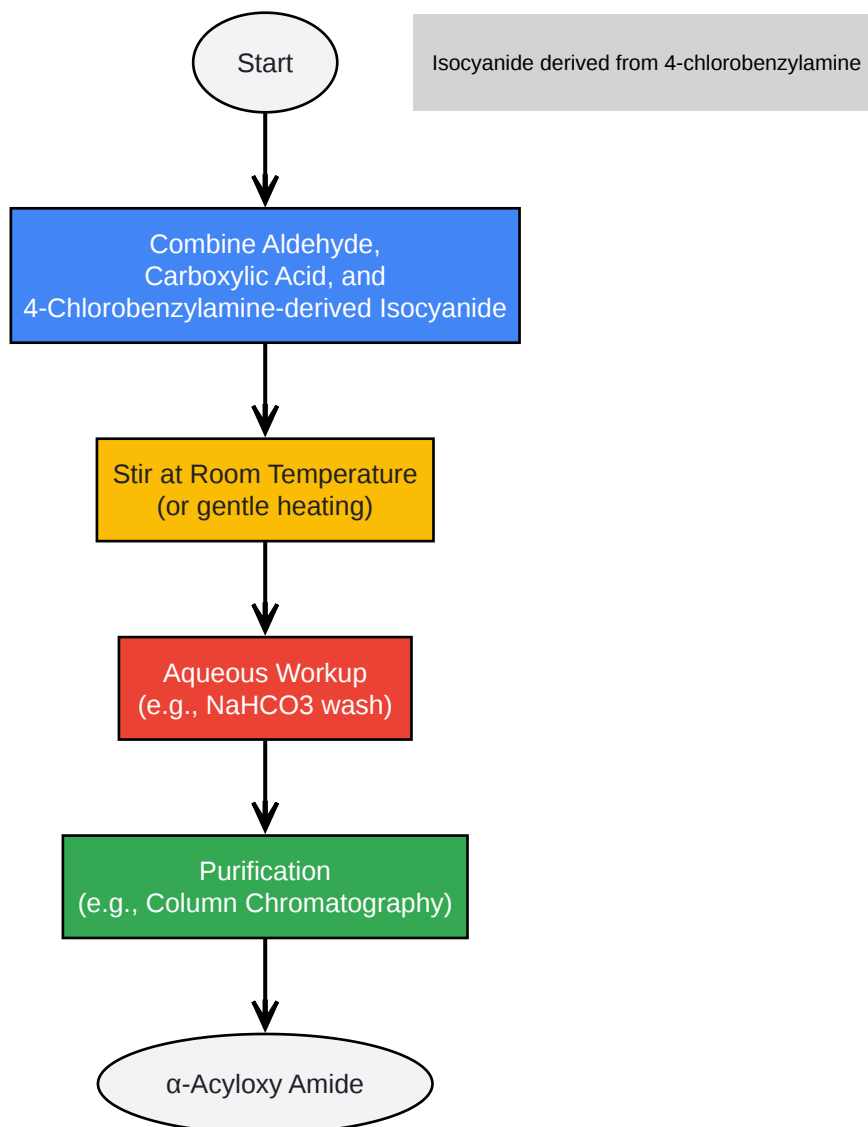 Start
Isocyanide derived from 4-chlorobenzylamine
Combine Aldehyde,
Carboxylic Acid, and
4-Chlorobenzylamine-derived Isocyanide
Stir at Room Temperature
(or gentle heating)
Aqueous Workup
(e.g., NaHCO3 wash)
Purification
(e.g., Column Chromatography)
α-Acyloxy Amide